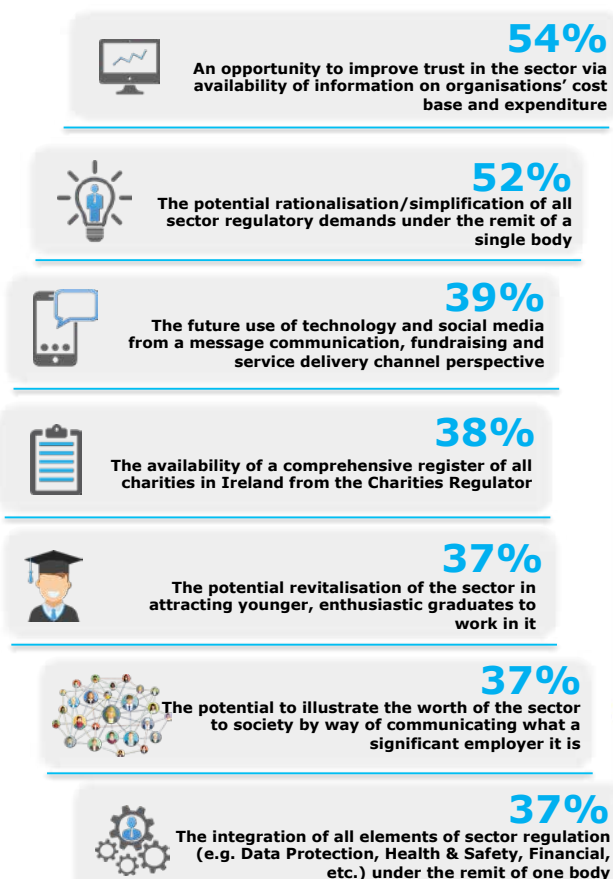 54%
An opportunity to improve trust in the sector via
availability of information on organisations' cost
base and expenditure
52%
The potential rationalisation/simplification of all
sector regulatory demands under the remit of a
single body
39%
The future use of technology and social media
from a message communication, fundraising and
service delivery channel perspective
38%
The availability of a comprehensive register of all
charities in Ireland from the Charities Regulator
37%
The potential revitalisation of the sector in
attracting younger, enthusiastic graduates to
work in it
37%
The potential to illustrate the worth of the sector
to society by way of communicating what a
significant employer it is
37%
The integration of all elements of sector regulation
(e.g. Data Protection, Health & Safety, Financial,
etc.) under the remit of one body